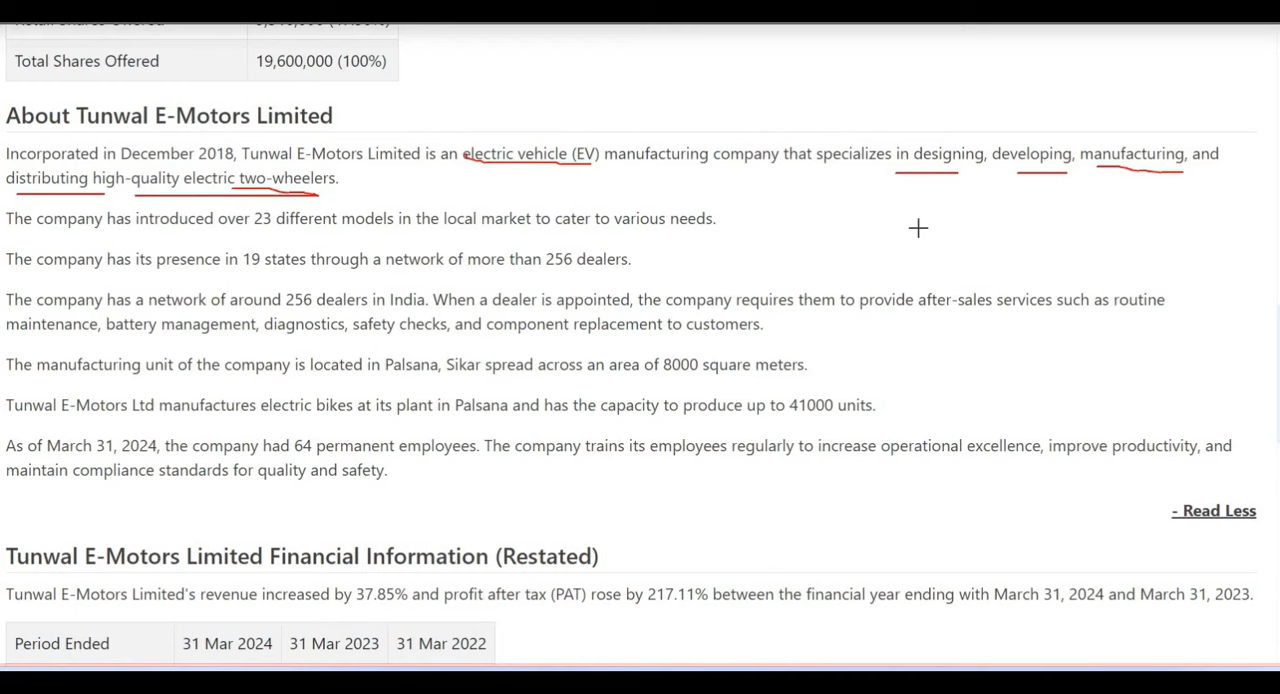 Total Shares Offered 19,600,000 (100%)
About Tunwal E-Motors Limited
Incorporated in December 2018, Tunwal E-Motors Limited is an electric vehicle (EV) manufacturing company that specializes in designing, developing, manufacturing, and
distributing high-quality electric two-wheelers.
The company has introduced over 23 different models in the local market to cater to various needs.
The company has its presence in 19 states through a network of more than 256 dealers.
The company has a network of around 256 dealers in India. When a dealer is appointed, the company requires them to provide after-sales services such as routine
maintenance, battery management, diagnostics, safety checks, and component replacement to customers.
The manufacturing unit of the company is located in Palsana, Sikar spread across an area of 8000 square meters.
Tunwal E-Motors Ltd manufactures electric bikes at its plant in Palsana and has the capacity to produce up to 41000 units.
As of March 31, 2024, the company had 64 permanent employees. The company trains its employees regularly to increase operational excellence, improve productivity, and
maintain compliance standards for quality and safety.
- Read Less
Tunwal E-Motors Limited Financial Information (Restated)
Tunwal E-Motors Limited's revenue increased by 37.85% and profit after tax (PAT) rose by 217.11% between the financial year ending with March 31, 2024 and March 31, 2023.
Period Ended 31 Mar 2024 31 Mar 2023 31 Mar 2022